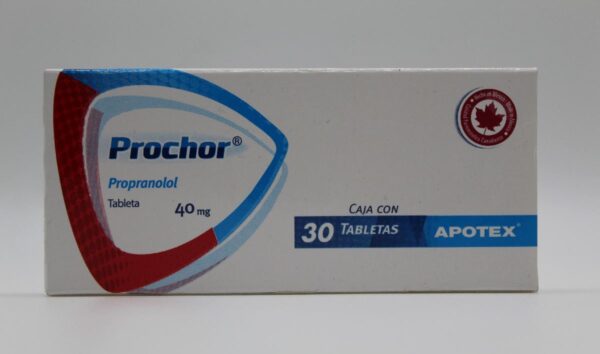 Prochor®
Propranolol
Tableta 40 mg
CAJA CON
30 TABLETAS
APOTEX®